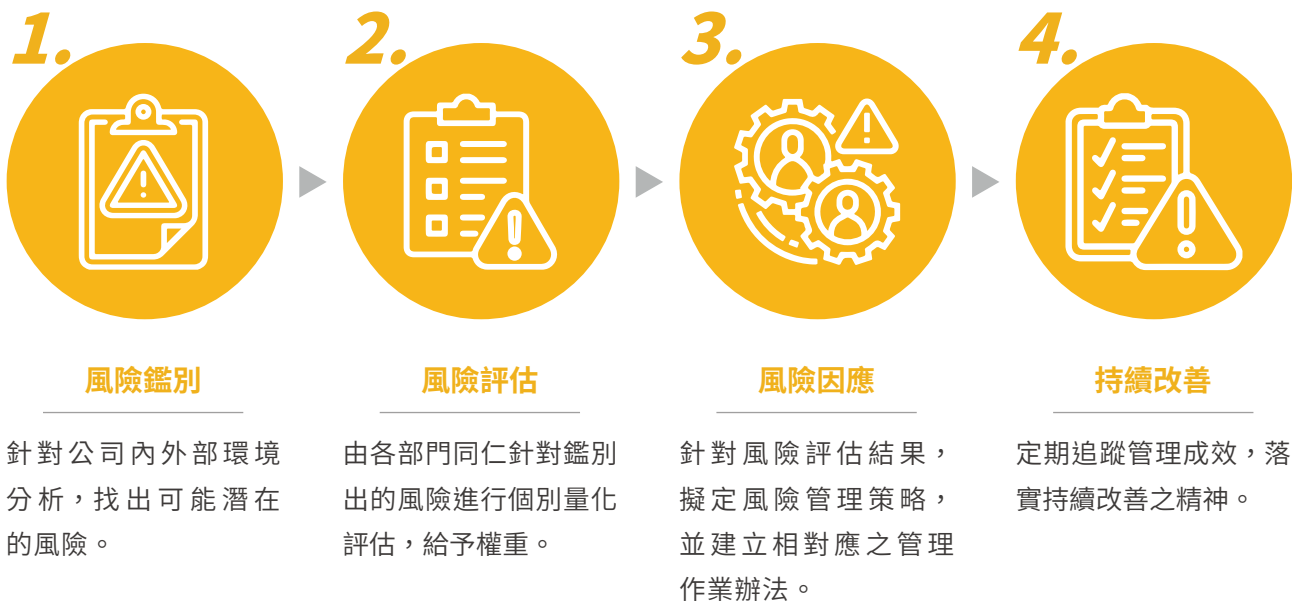 1.
風險鑑別
針對公司內外部環境
分析，找出可能潛在
的風險。
2.
風險評估
由各部門同仁針對鑑別
出的風險進行個別量化
評估，給予權重。
3.
風險因應
針對風險評估結果，
擬定風險管理策略，
並建立相對應之管理
作業辦法。
4.
持續改善
定期追蹤管理成效，落
實持續改善之精神。